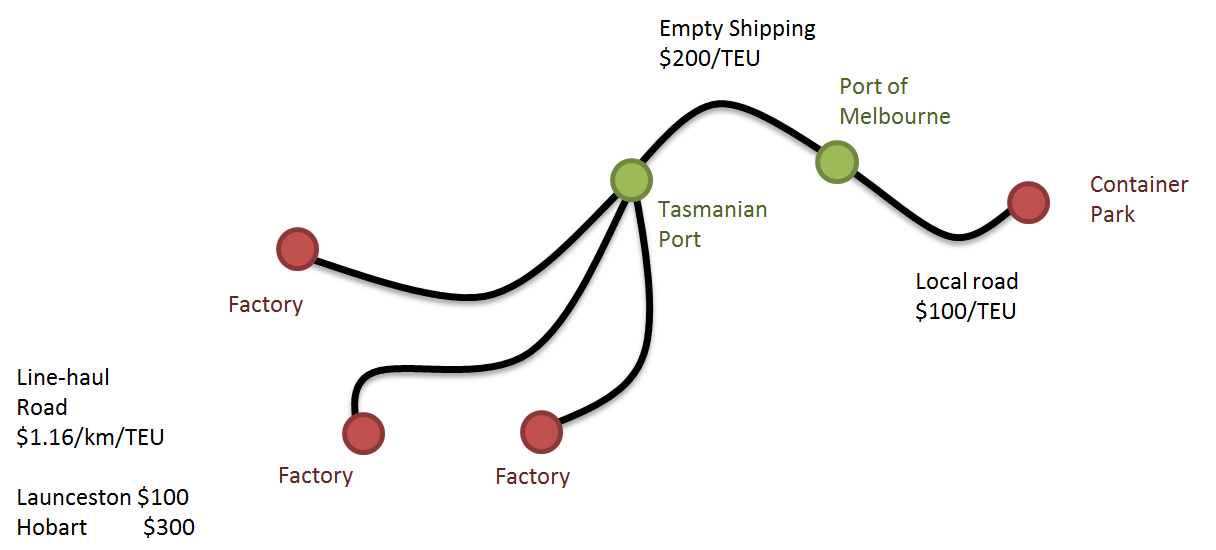 Empty Shipping
$200/TEU
Port of
Melbourne
Container
Park
Tasmanian
Port
Local road
$100/TEU
Factory
Line-haul
Road
$1.16/km/TEU
Factory
Factory
Launceston $100
Hobart $300